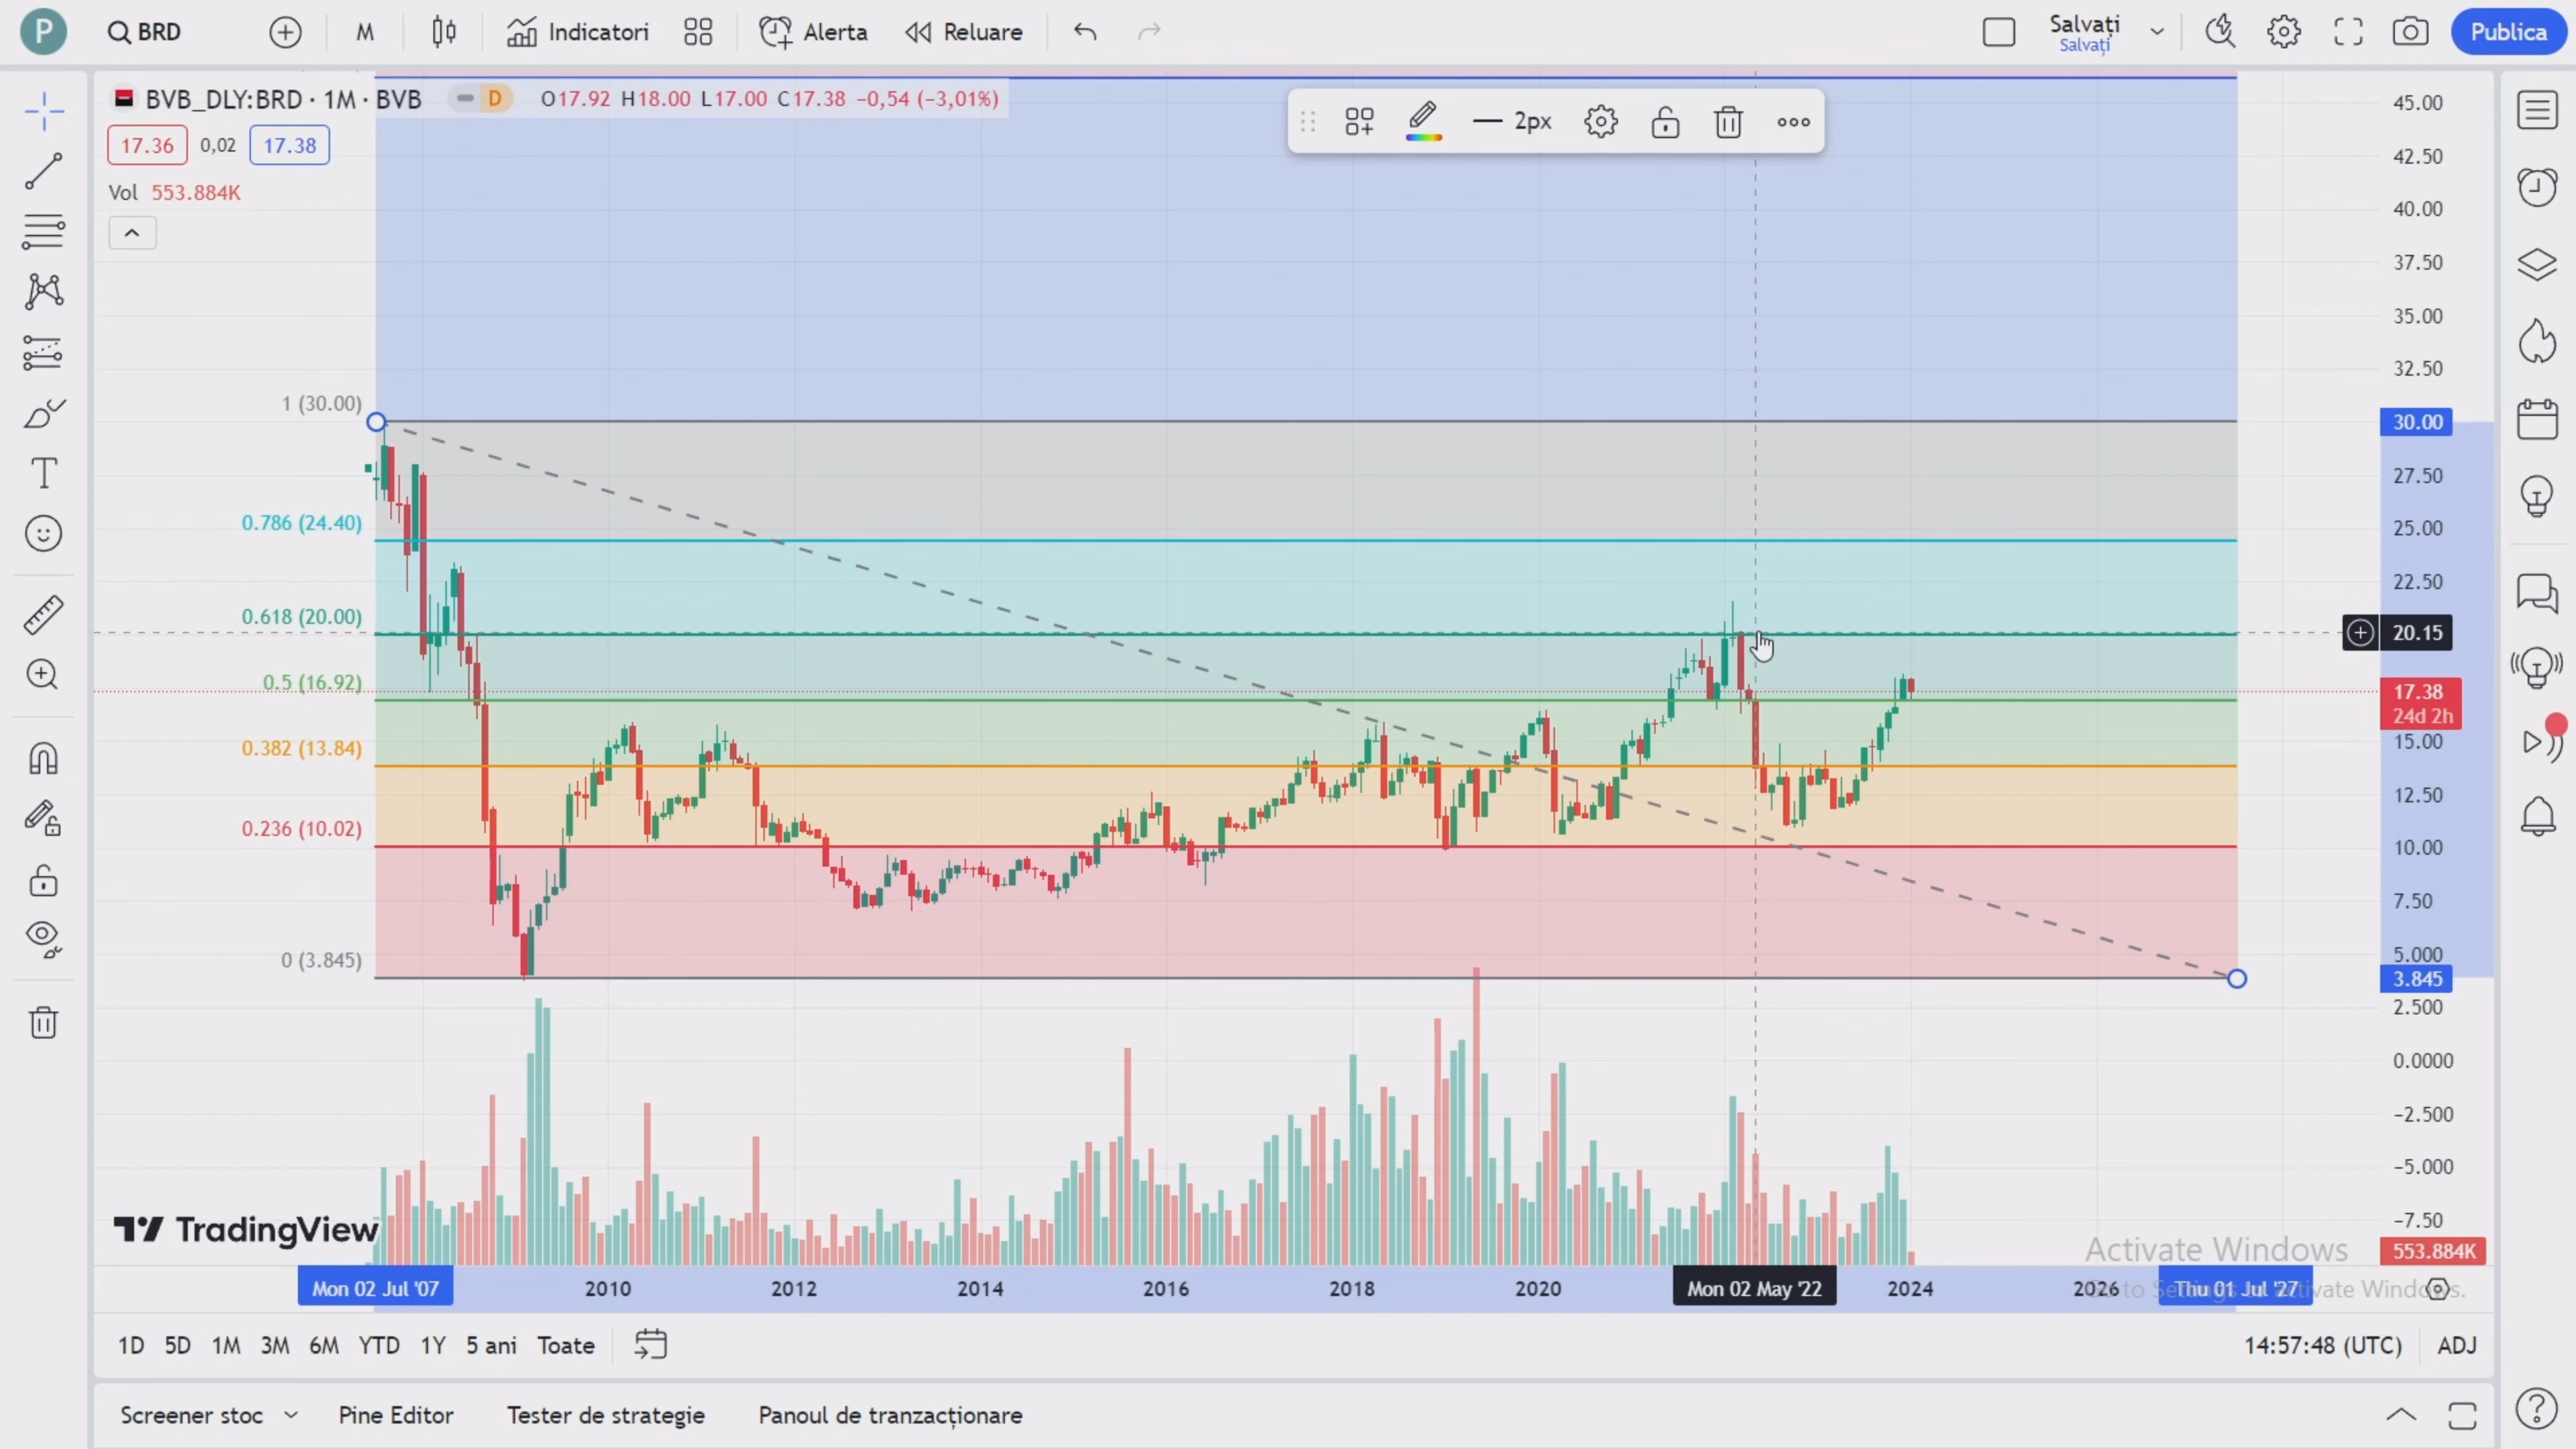 P
BRD
M
Indicatori
Alerta
Reluare
Salvați
Salvați
Publica
BVB_DLY:BRD · 1M · BVB
D
O17.92 H18.00 L17.00 C17.38 −0,54 (−3,01%)
2px
17.36 0,02 17.38
Vol 553.884K
1 (30.00)
0.786 (24.40)
0.618 (20.00)
0.5 (16.92)
0.382 (13.84)
0.236 (10.02)
0 (3.845)
45.00
42.50
40.00
37.50
35.00
32.50
30.00
27.50
25.00
22.50
20.15
17.38
24d 2h
15.00
12.50
10.00
7.50
5.000
3.845
2.500
0.0000
−2.500
−5.000
−7.50
553.884K
TradingView
Activate Windows
Go to Settings to activate Windows.
Mon 02 Jul '07 2010 2012 2014 2016 2018 2020 Mon 02 May '22 2024 2026 Thu 01 Jul '27
1D 5D 1M 3M 6M YTD 1Y 5 ani Toate
14:57:48 (UTC) ADJ
Screener stoc Pine Editor Tester de strategie Panoul de tranzacționare